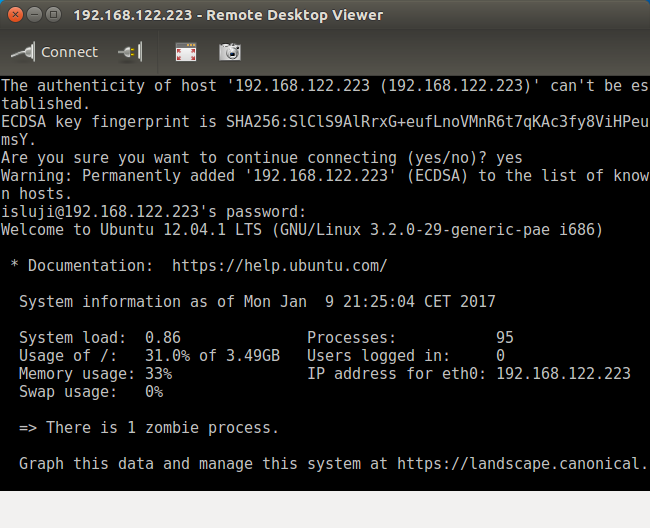 192.168.122.223 - Remote Desktop Viewer
Connect
The authenticity of host '192.168.122.223 (192.168.122.223)' can't be es
tablished.
ECDSA key fingerprint is SHA256:SlClS9AlRrxG+eufLnoVMnR6t7qKAc3fy8ViHPeu
msY.
Are you sure you want to continue connecting (yes/no)? yes
Warning: Permanently added '192.168.122.223' (ECDSA) to the list of know
n hosts.
isluji@192.168.122.223's password:
Welcome to Ubuntu 12.04.1 LTS (GNU/Linux 3.2.0-29-generic-pae i686)
* Documentation:  https://help.ubuntu.com/
System information as of Mon Jan  9 21:25:04 CET 2017
System load:  0.86              Processes:           95
Usage of /:   31.0% of 3.49GB   Users logged in:     0
Memory usage: 33%               IP address for eth0: 192.168.122.223
Swap usage:   0%
=> There is 1 zombie process.
Graph this data and manage this system at https://landscape.canonical.